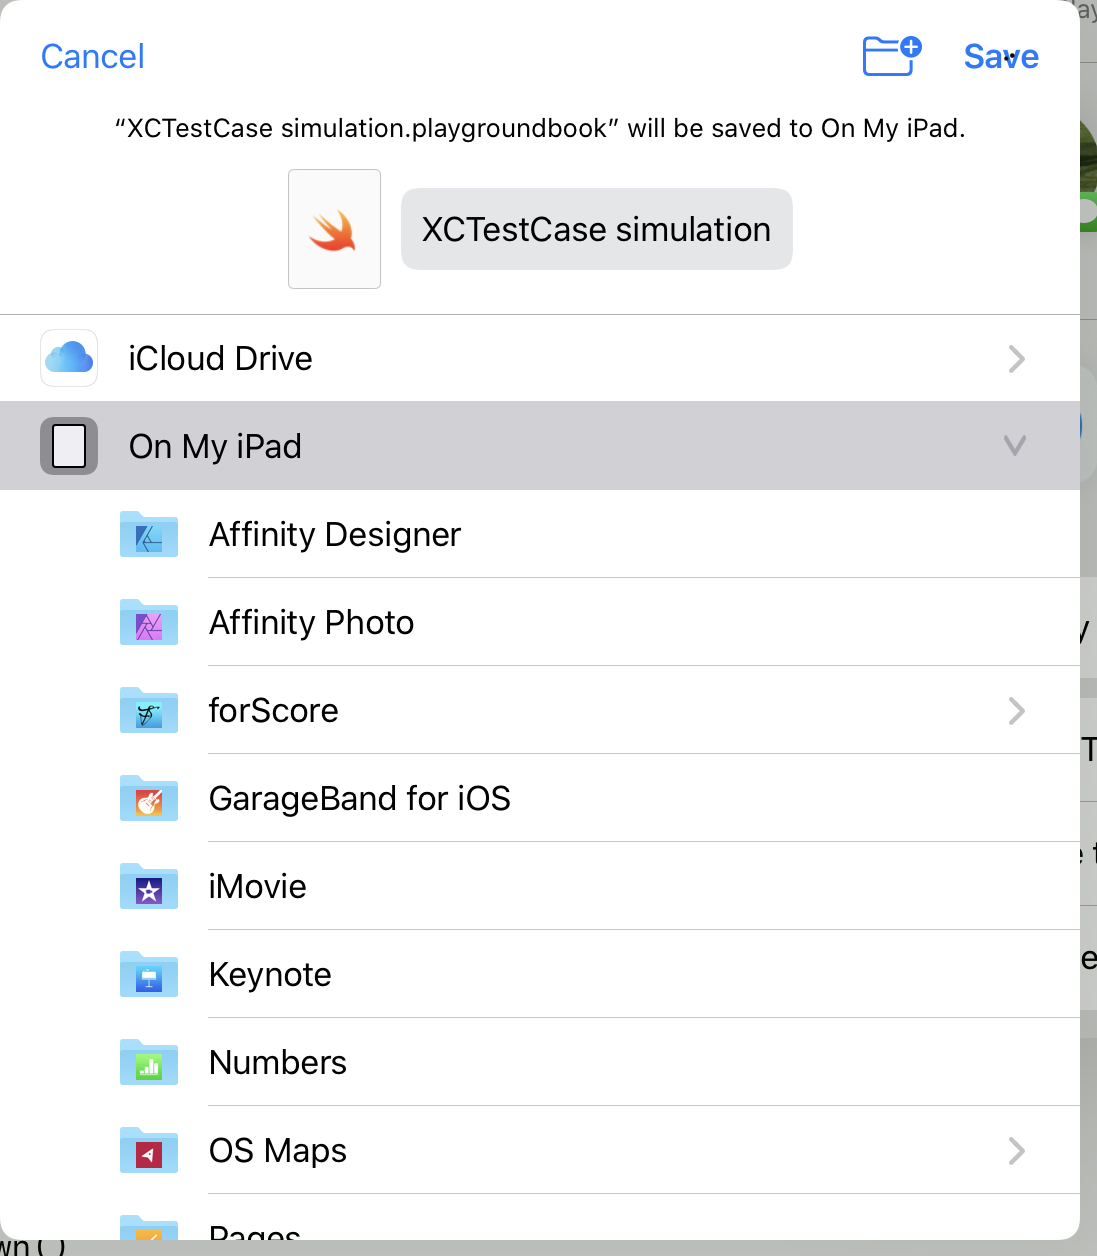 Cancel
Save
“XCTestCase simulation.playgroundbook” will be saved to On My iPad.
XCTestCase simulation
iCloud Drive
On My iPad
Affinity Designer
Affinity Photo
forScore
GarageBand for iOS
iMovie
Keynote
Numbers
OS Maps
Pages